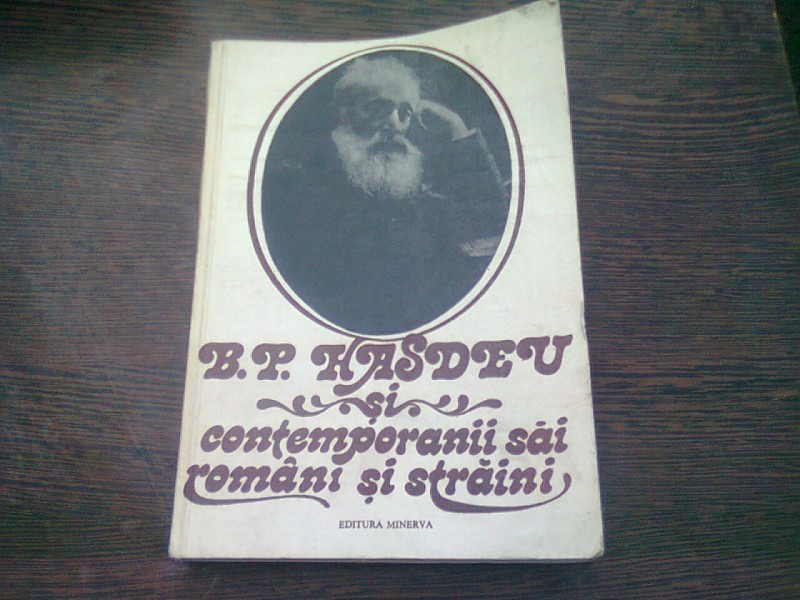 B.P. HASDEU
și
contemporanii săi
români și străini
EDITURA MINERVA